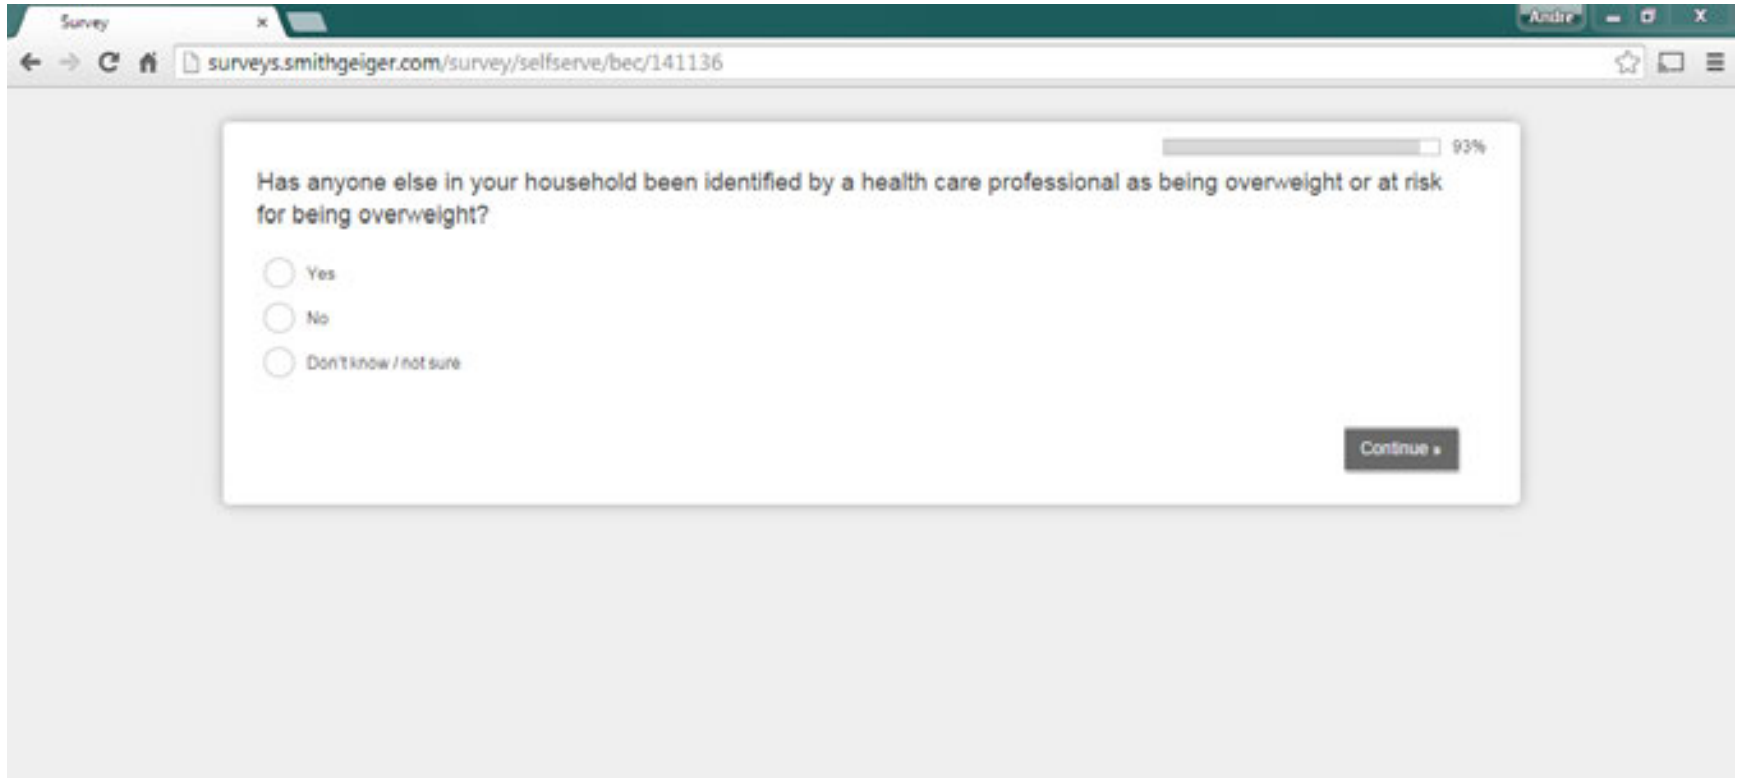 Survey
Andre
surveys.smithgeiger.com/survey/selfserve/bec/141136
93%
Has anyone else in your household been identified by a health care professional as being overweight or at risk
for being overweight?
Yes
No
Don't know / not sure
Continue »